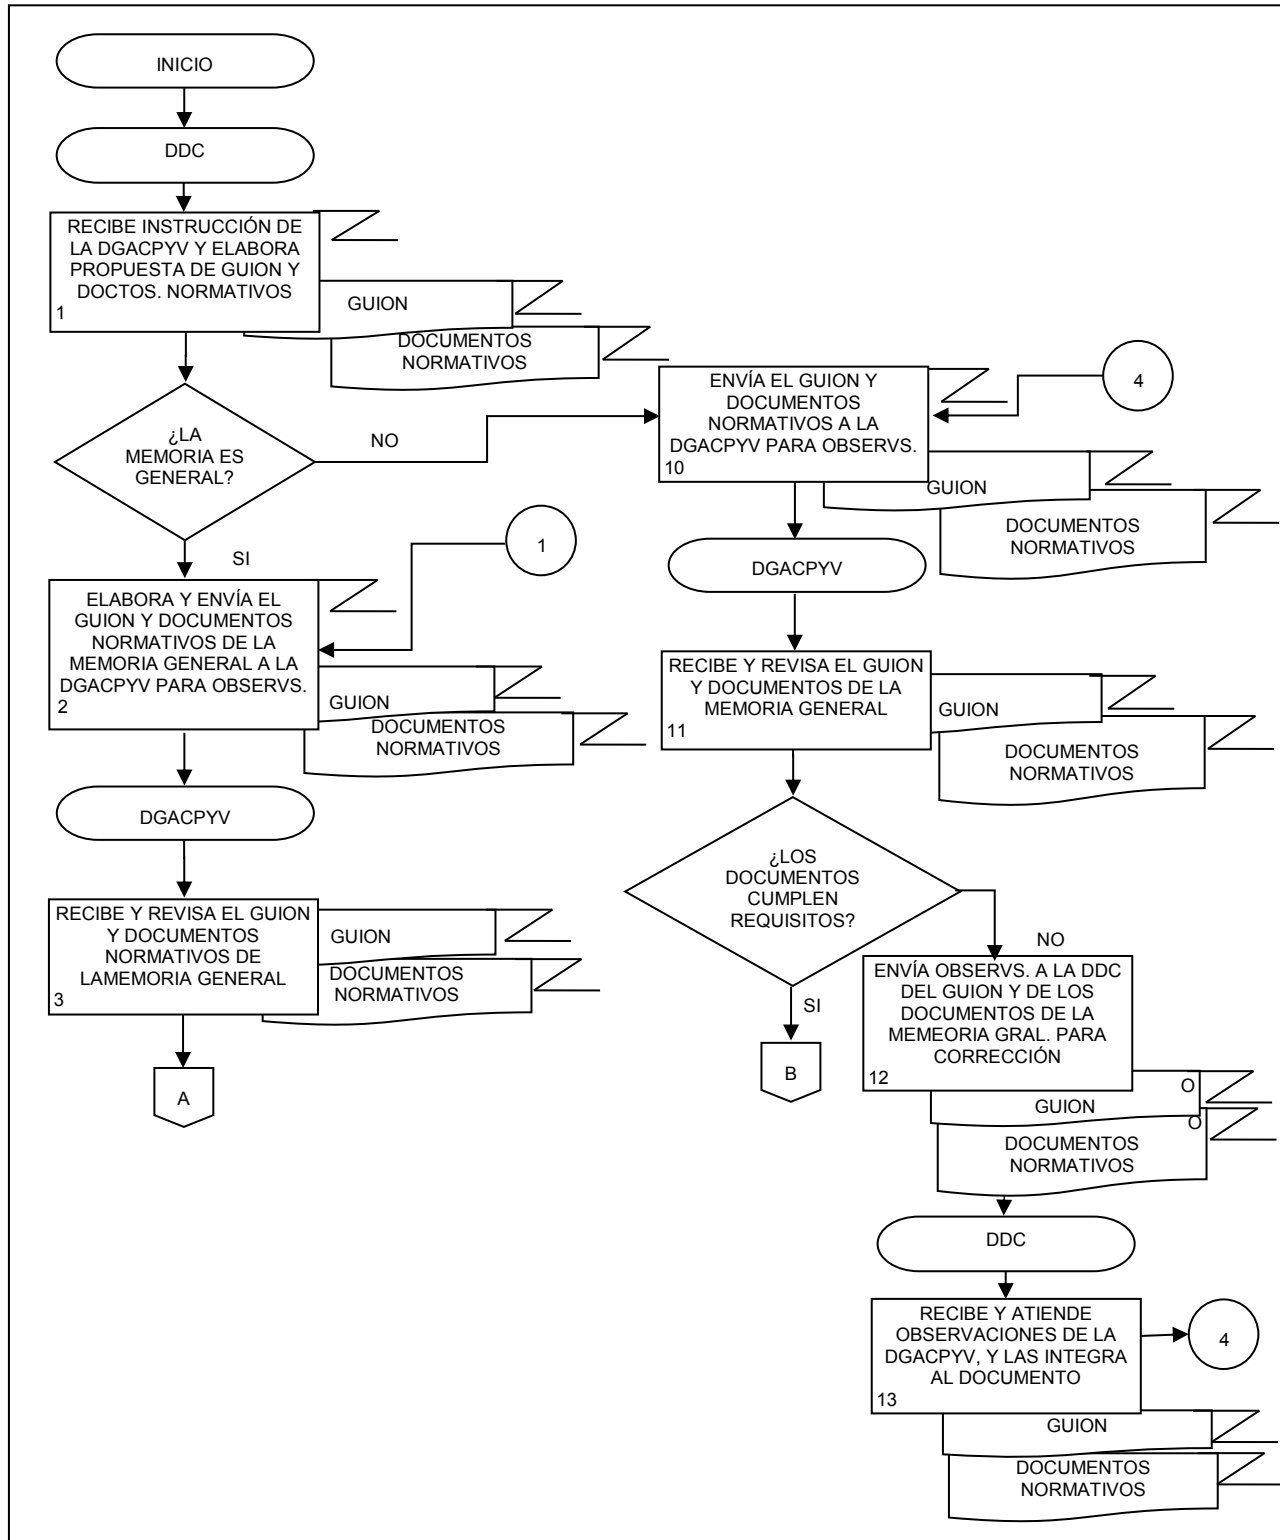 INICIO
DDC
RECIBE INSTRUCCIÓN DE
LA DGACPYV Y ELABORA
PROPUESTA DE GUION Y
DOCTOS. NORMATIVOS
1
GUION
DOCUMENTOS
NORMATIVOS
¿LA
MEMORIA ES
GENERAL?
NO
SI
1
ELABORA Y ENVÍA EL
GUION Y DOCUMENTOS
NORMATIVOS DE LA
MEMORIA GENERAL A LA
DGACPYV PARA OBSERVS.
2
GUION
DOCUMENTOS
NORMATIVOS
DGACPYV
RECIBE Y REVISA EL GUION
Y DOCUMENTOS
NORMATIVOS DE
LAMEMORIA GENERAL
3
GUION
DOCUMENTOS
NORMATIVOS
A
ENVÍA EL GUION Y
DOCUMENTOS
NORMATIVOS A LA
DGACPYV PARA OBSERVS.
10
4
GUION
DOCUMENTOS
NORMATIVOS
DGACPYV
RECIBE Y REVISA EL GUION
Y DOCUMENTOS DE LA
MEMORIA GENERAL
11
GUION
DOCUMENTOS
NORMATIVOS
¿LOS
DOCUMENTOS
CUMPLEN
REQUISITOS?
NO
SI
B
ENVÍA OBSERVS. A LA DDC
DEL GUION Y DE LOS
DOCUMENTOS DE LA
MEMEORIA GRAL. PARA
CORRECCIÓN
12
O
GUION
O
DOCUMENTOS
NORMATIVOS
DDC
RECIBE Y ATIENDE
OBSERVACIONES DE LA
DGACPYV, Y LAS INTEGRA
AL DOCUMENTO
13
4
GUION
DOCUMENTOS
NORMATIVOS